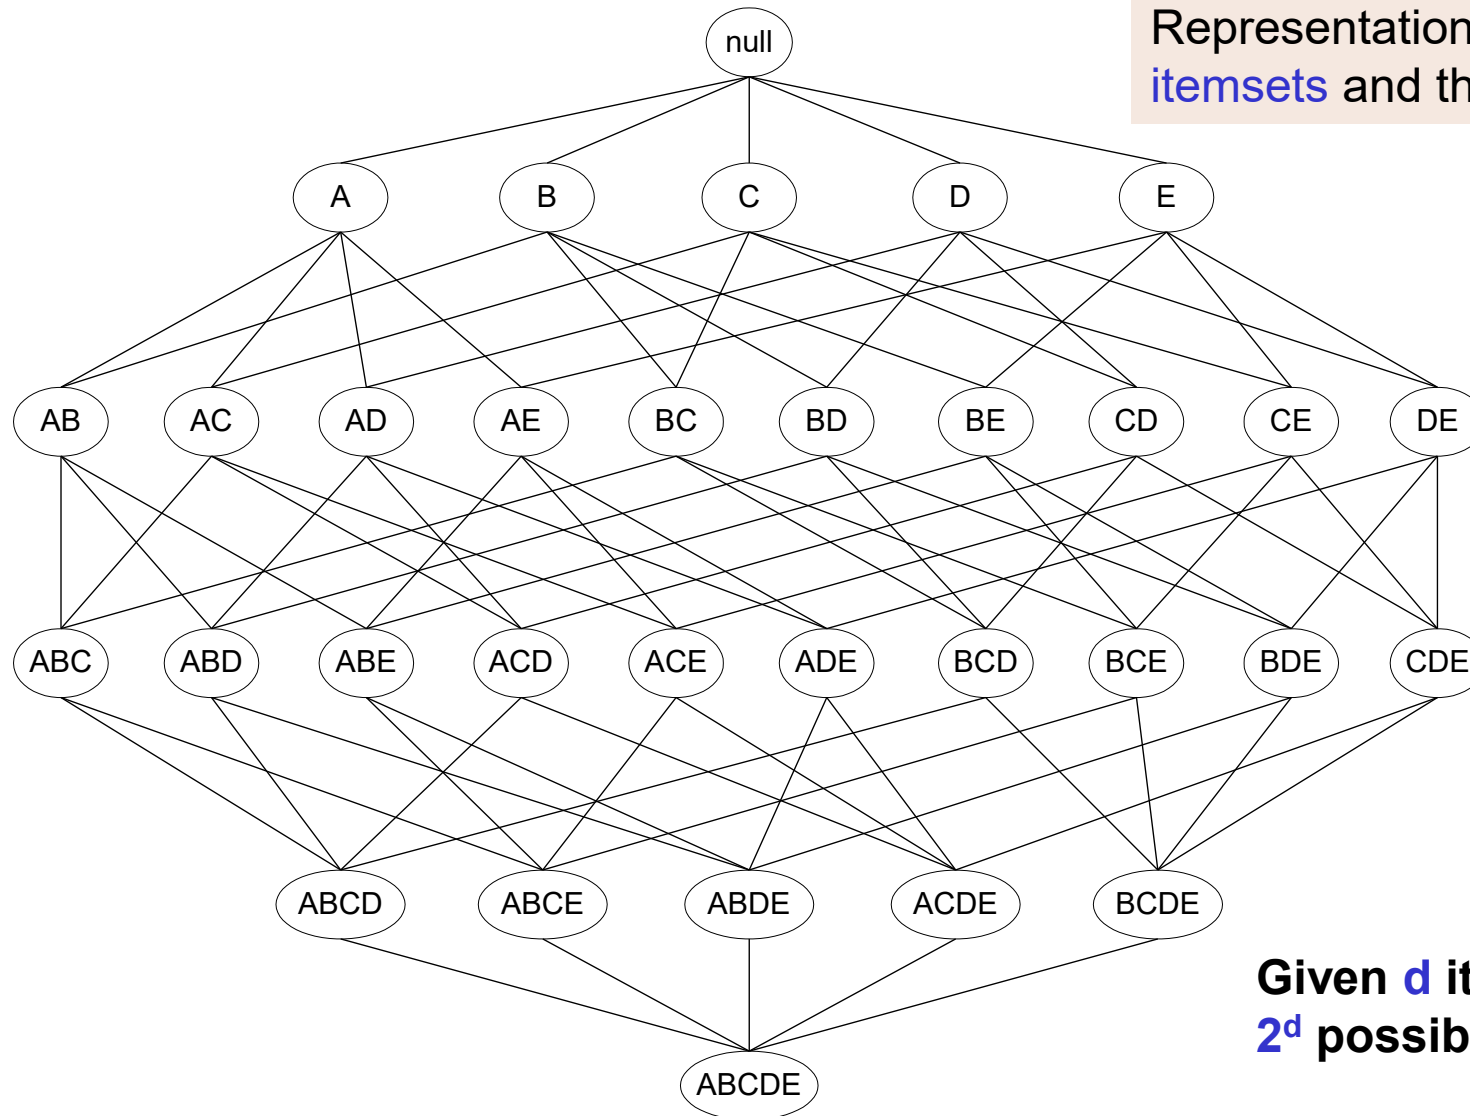 Representation
itemsets and th
null
A B C D E
AB AC AD AE BC BD BE CD CE DE
ABC ABD ABE ACD ACE ADE BCD BCE BDE CDE
ABCD ABCE ABDE ACDE BCDE
Given d it
2^d possib
ABCDE